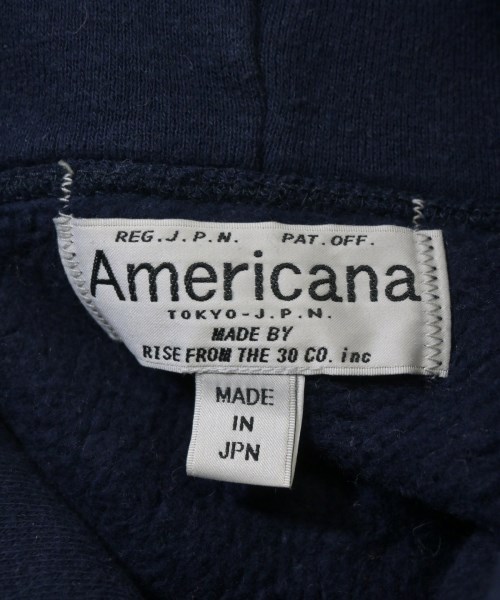 REG.J.P.N. PAT.OFF.
Americana
TOKYO-J.P.N.
MADE BY
RISE FROM THE 30 CO. inc
MADE
IN
JPN